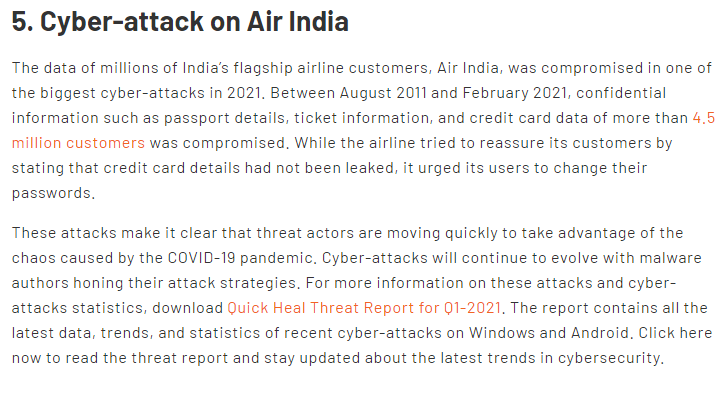 5. Cyber-attack on Air India
The data of millions of India's flagship airline customers, Air India, was compromised in one of
the biggest cyber-attacks in 2021. Between August 2011 and February 2021, confidential
information such as passport details, ticket information, and credit card data of more than 4.5
million customers was compromised. While the airline tried to reassure its customers by
stating that credit card details had not been leaked, it urged its users to change their
passwords.
These attacks make it clear that threat actors are moving quickly to take advantage of the
chaos caused by the COVID-19 pandemic. Cyber-attacks will continue to evolve with malware
authors honing their attack strategies. For more information on these attacks and cyber-
attacks statistics, download Quick Heal Threat Report for Q1-2021. The report contains all the
latest data, trends, and statistics of recent cyber-attacks on Windows and Android. Click here
now to read the threat report and stay updated about the latest trends in cybersecurity.